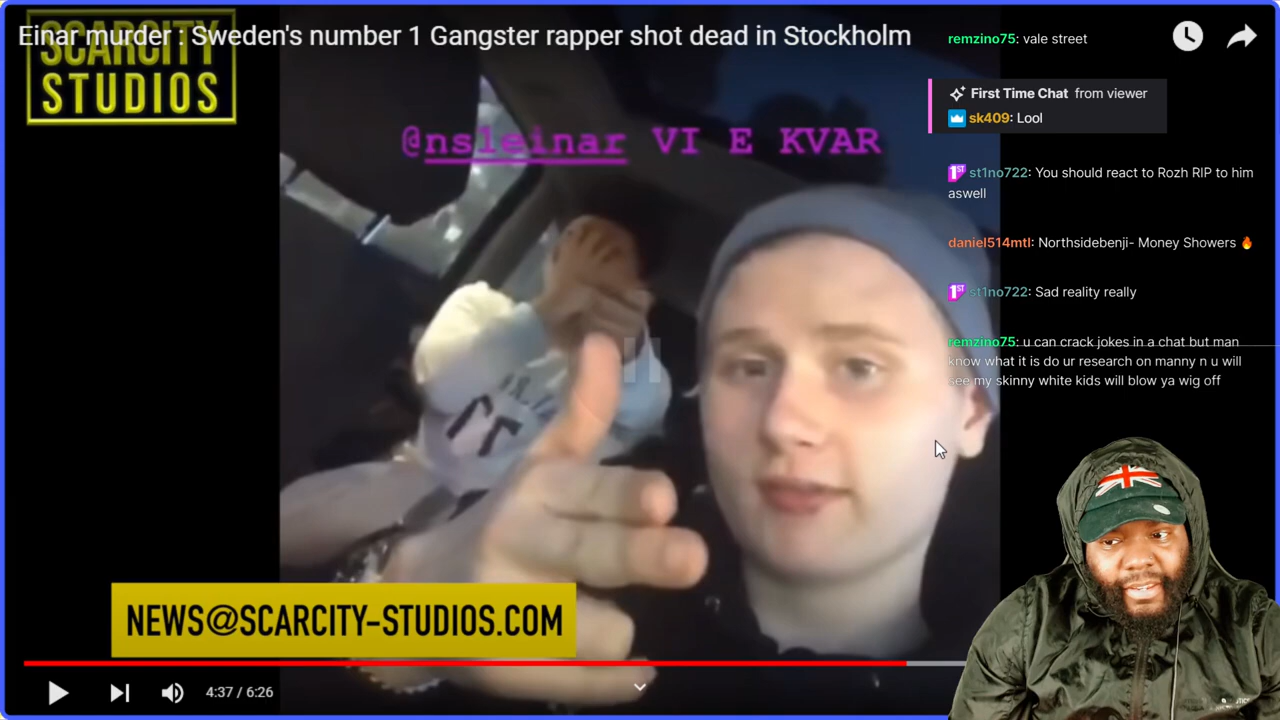 Einar murder : Sweden's number 1 Gangster rapper shot dead in Stockholm
SCARCITY
STUDIOS
@ns1einar VI E KVAR
remzino75: vale street
First Time Chat from viewer
sk409: Lool
1ST st1no722: You should react to Rozh RIP to him
aswell
daniel514mtl: Northsidebenji- Money Showers 🔥
1ST st1no722: Sad reality really
remzino75: u can crack jokes in a chat but man
know what it is do ur research on manny n u will
see my skinny white kids will blow ya wig off
NEWS@SCARCITY-STUDIOS.COM
4:37 / 6:26